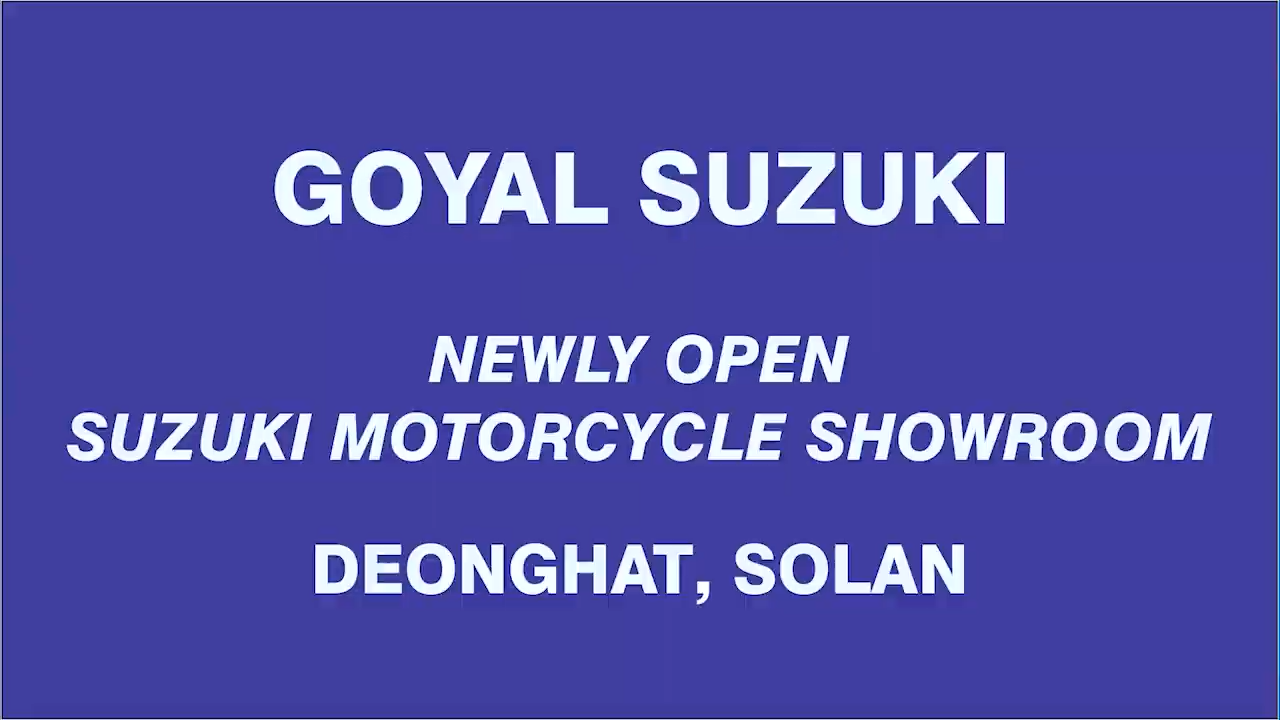 GOYAL SUZUKI
NEWLY OPEN
SUZUKI MOTORCYCLE SHOWROOM
DEONGHAT, SOLAN